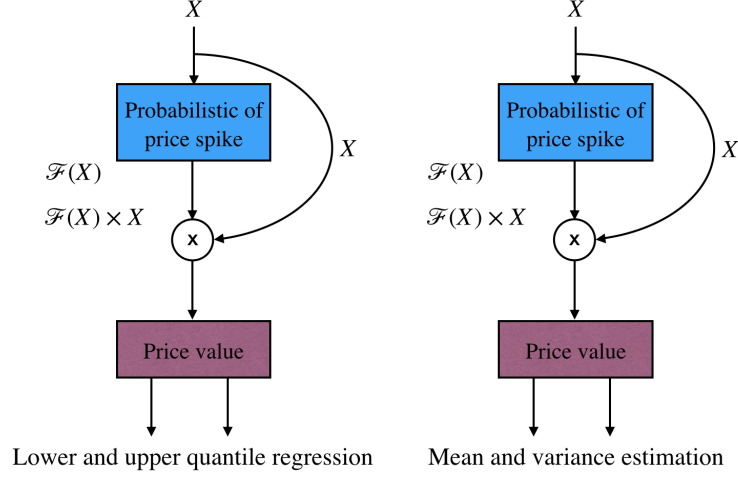 X
Probabilistic of
price spike
X
ℱ(X)
ℱ(X) × X
x
Price value
Lower and upper quantile regression
X
Probabilistic of
price spike
X
ℱ(X)
ℱ(X) × X
x
Price value
Mean and variance estimation